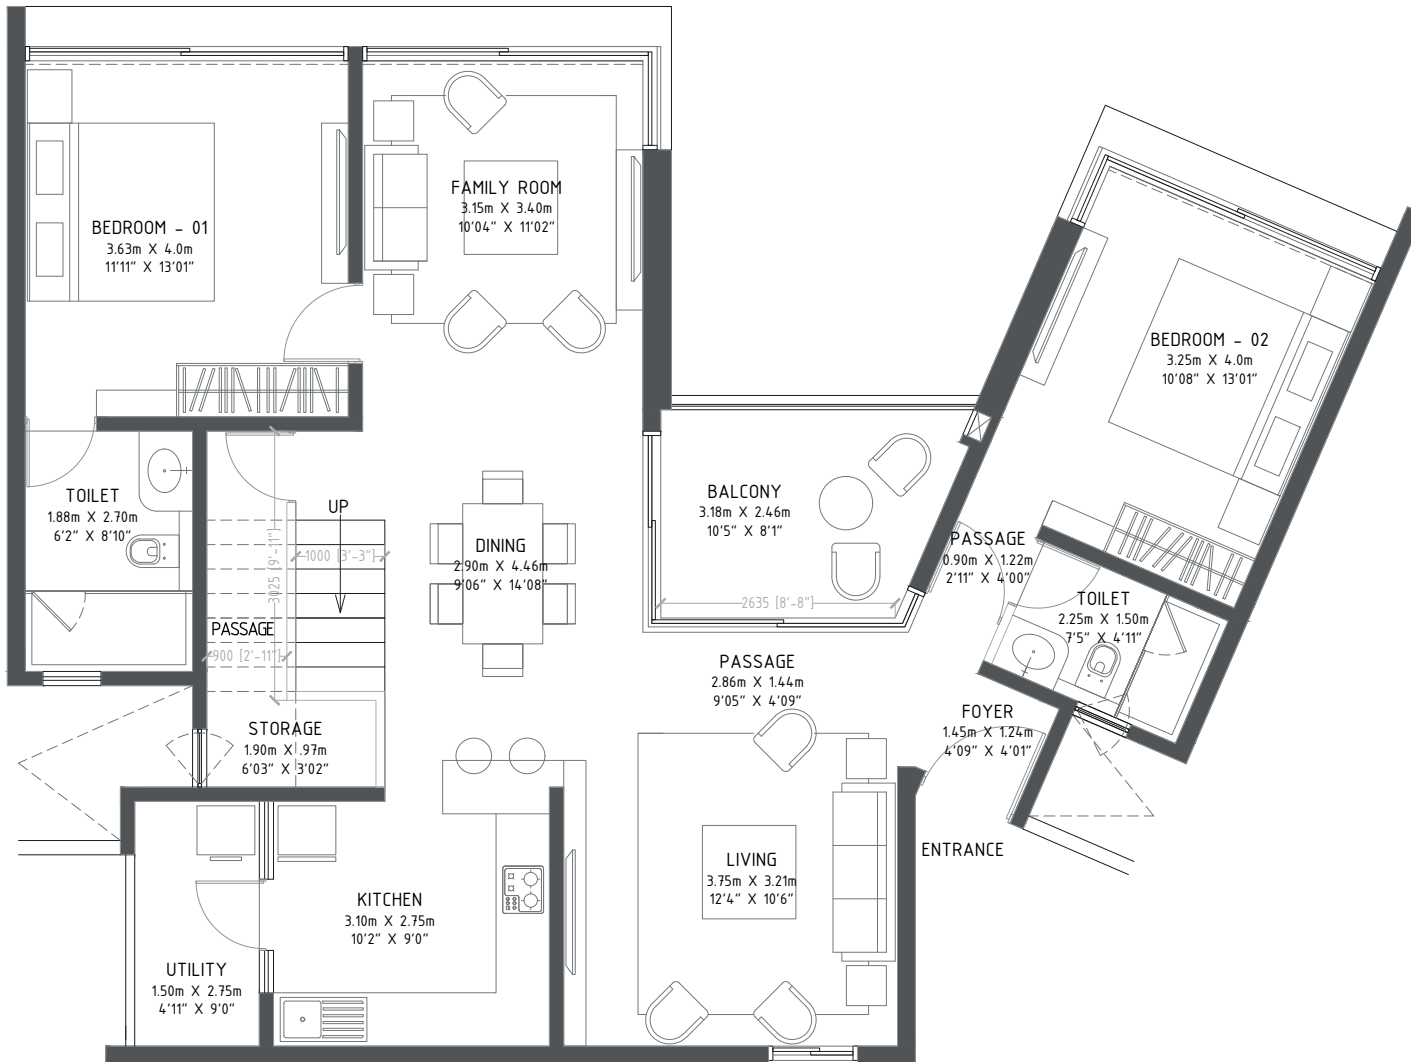 FAMILY ROOM
3.15m X 3.40m
10'04" X 11'02"
BEDROOM - 01
3.63m X 4.0m
11'11" X 13'01"
BEDROOM - 02
3.25m X 4.0m
10'08" X 13'01"
TOILET
1.88m X 2.70m
6'2" X 8'10"
UP
1000 [3'-3"]
3025 [9'-11"]
PASSAGE
900 [2'-11"]
DINING
2.90m X 4.46m
9'06" X 14'08"
BALCONY
3.18m X 2.46m
10'5" X 8'1"
2635 [8'-8"]
PASSAGE
0.90m X 1.22m
2'11" X 4'00"
TOILET
2.25m X 1.50m
7'5" X 4'11"
PASSAGE
2.86m X 1.44m
9'05" X 4'09"
STORAGE
1.90m X .97m
6'03" X 3'02"
FOYER
1.45m X 1.24m
4'09" X 4'01"
ENTRANCE
LIVING
3.75m X 3.21m
12'4" X 10'6"
KITCHEN
3.10m X 2.75m
10'2" X 9'0"
UTILITY
1.50m X 2.75m
4'11" X 9'0"